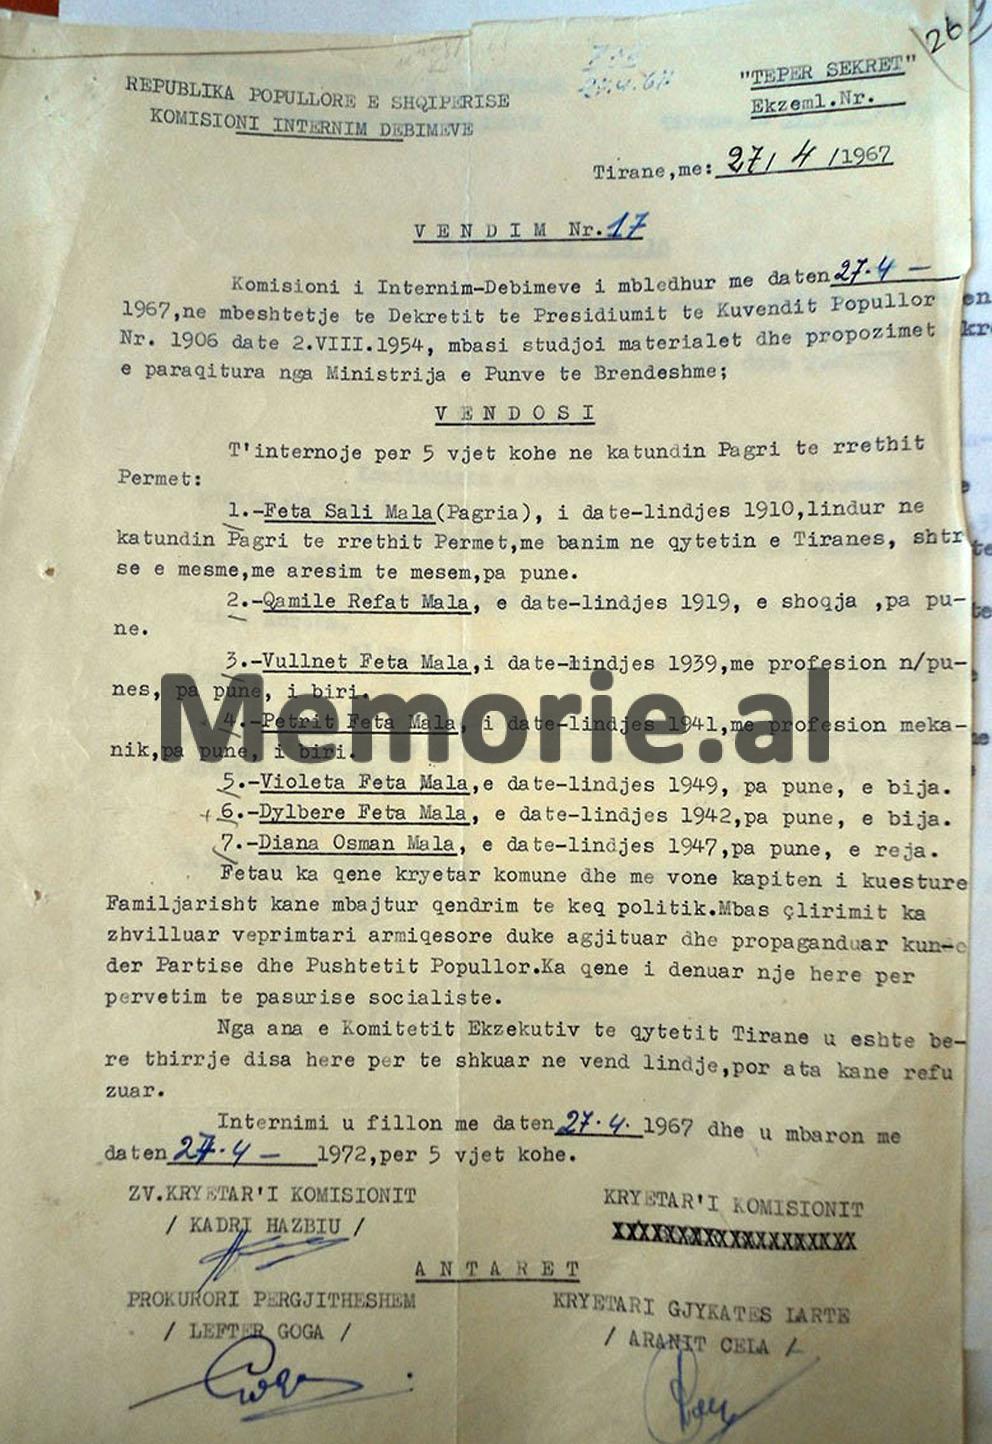 26
"TEPER SEKRET"
Ekzeml.Nr.
REPUBLIKA POPULLORE E SHQIPERISE
KOMISIONI INTERNIM DEBIMEVE
Tirane,me: 27/ 4 /1967
V E N D I M Nr. 17
Komisioni i Internim-Debimeve i mbledhur me daten 27.4 —
1967,ne mbeshtetje te Dekretit te Presidiumit te Kuvendit Popullor
Nr. 1906 date 2.VIII.1954, mbasi studjoi materialet dhe propozimet
e paraqitura nga Ministrija e Punve te Brendeshme;
V E N D O S I
T'internoje per 5 vjet kohe ne katundin Pagri te rrethit
Permet:
1.-Feta Sali Mala(Pagria), i date-lindjes 1910,lindur ne
katundin Pagri te rrethit Permet,me banim ne qytetin e Tiranes, shtr
se e mesme,me aresim te mesem,pa pune.
2.-Qamile Refat Mala, e date-lindjes 1919, e shoqja ,pa pu-
ne.
3.-Vullnet Feta Mala,i date-lindjes 1939,me profesion n/pu-
nes, pa pune, i biri.
4.-Petrit Feta Mala, i date-lindjes 1941,me profesion meka-
nik,pa pune, i biri.
Memorie.al
5.-Violeta Feta Mala,e date-lindjes 1949, pa pune, e bija.
+ 6.-Dylbere Feta Mala, e date-lindjes 1942,pa pune, e bija.
7.-Diana Osman Mala, e date-lindjes 1947,pa pune, e reja.
Fetau ka qene kryetar komune dhe me vone kapiten i kuesture
Familjarisht kane mbajtur qendrim te keq politik.Mbas çlirimit ka
zhvilluar veprimtari armiqesore duke agjituar dhe propaganduar kun-
der Partise dhe Pushtetit Popullor.Ka qene i denuar nje here per
pervetim te pasurise socialiste.
Nga ana e Komitetit Ekzekutiv te qytetit Tirane u eshte be-
re thirrje disa here per te shkuar ne vend lindje,por ata kane refu
zuar.
Internimi u fillon me daten 27.4. 1967 dhe u mbaron me
daten 27.4 — 1972,per 5 vjet kohe.
ZV.KRYETAR'I KOMISIONIT
/ KADRI HAZBIU /
KRYETAR'I KOMISIONIT
XXXXXXXXXXXXXXXXXXX
A N T A R E T
PROKURORI PERGJITHESHEM
/ LEFTER GOGA /
KRYETARI GJYKATES LARTE
/ ARANIT CELA /